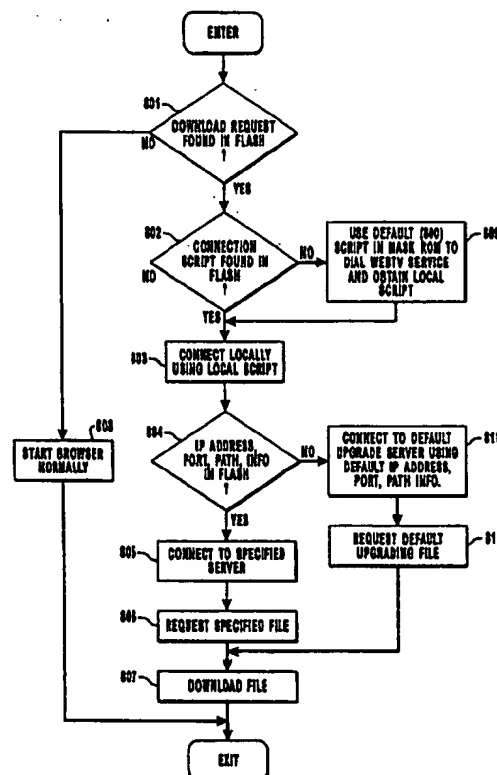 ENTER
801
DOWNLOAD REQUEST
FOUND IN FLASH
?
NO
YES
802
CONNECTION
SCRIPT FOUND IN
FLASH
?
NO
NO
YES
USE DEFAULT (800)
SCRIPT IN MASK ROM TO
DIAL WEBTV SERVICE
AND OBTAIN LOCAL
SCRIPT
803
CONNECT LOCALLY
USING LOCAL SCRIPT
804
IP ADDRESS,
PORT, PATH, INFO
IN FLASH
?
NO
YES
808
START BROWSER
NORMALLY
CONNECT TO DEFAULT
UPGRADE SERVER USING
DEFAULT IP ADDRESS,
PORT, PATH INFO.
805
CONNECT TO SPECIFIED
SERVER
REQUEST DEFAULT
UPGRADING FILE
806
REQUEST SPECIFIED FILE
807
DOWNLOAD FILE
EXIT